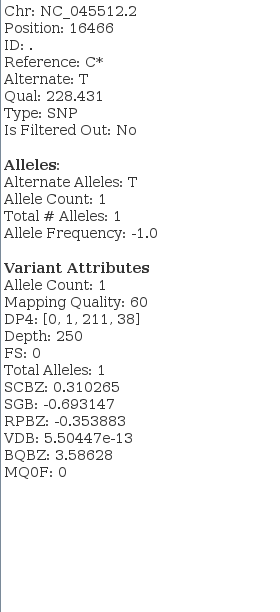 Chr: NC_045512.2
Position: 16466
ID: .
Reference: C*
Alternate: T
Qual: 228.431
Type: SNP
Is Filtered Out: No
Alleles:
Alternate Alleles: T
Allele Count: 1
Total # Alleles: 1
Allele Frequency: -1.0
Variant Attributes
Allele Count: 1
Mapping Quality: 60
DP4: [0, 1, 211, 38]
Depth: 250
FS: 0
Total Alleles: 1
SCBZ: 0.310265
SGB: -0.693147
RPBZ: -0.353883
VDB: 5.50447e-13
BQBZ: 3.58628
MQ0F: 0